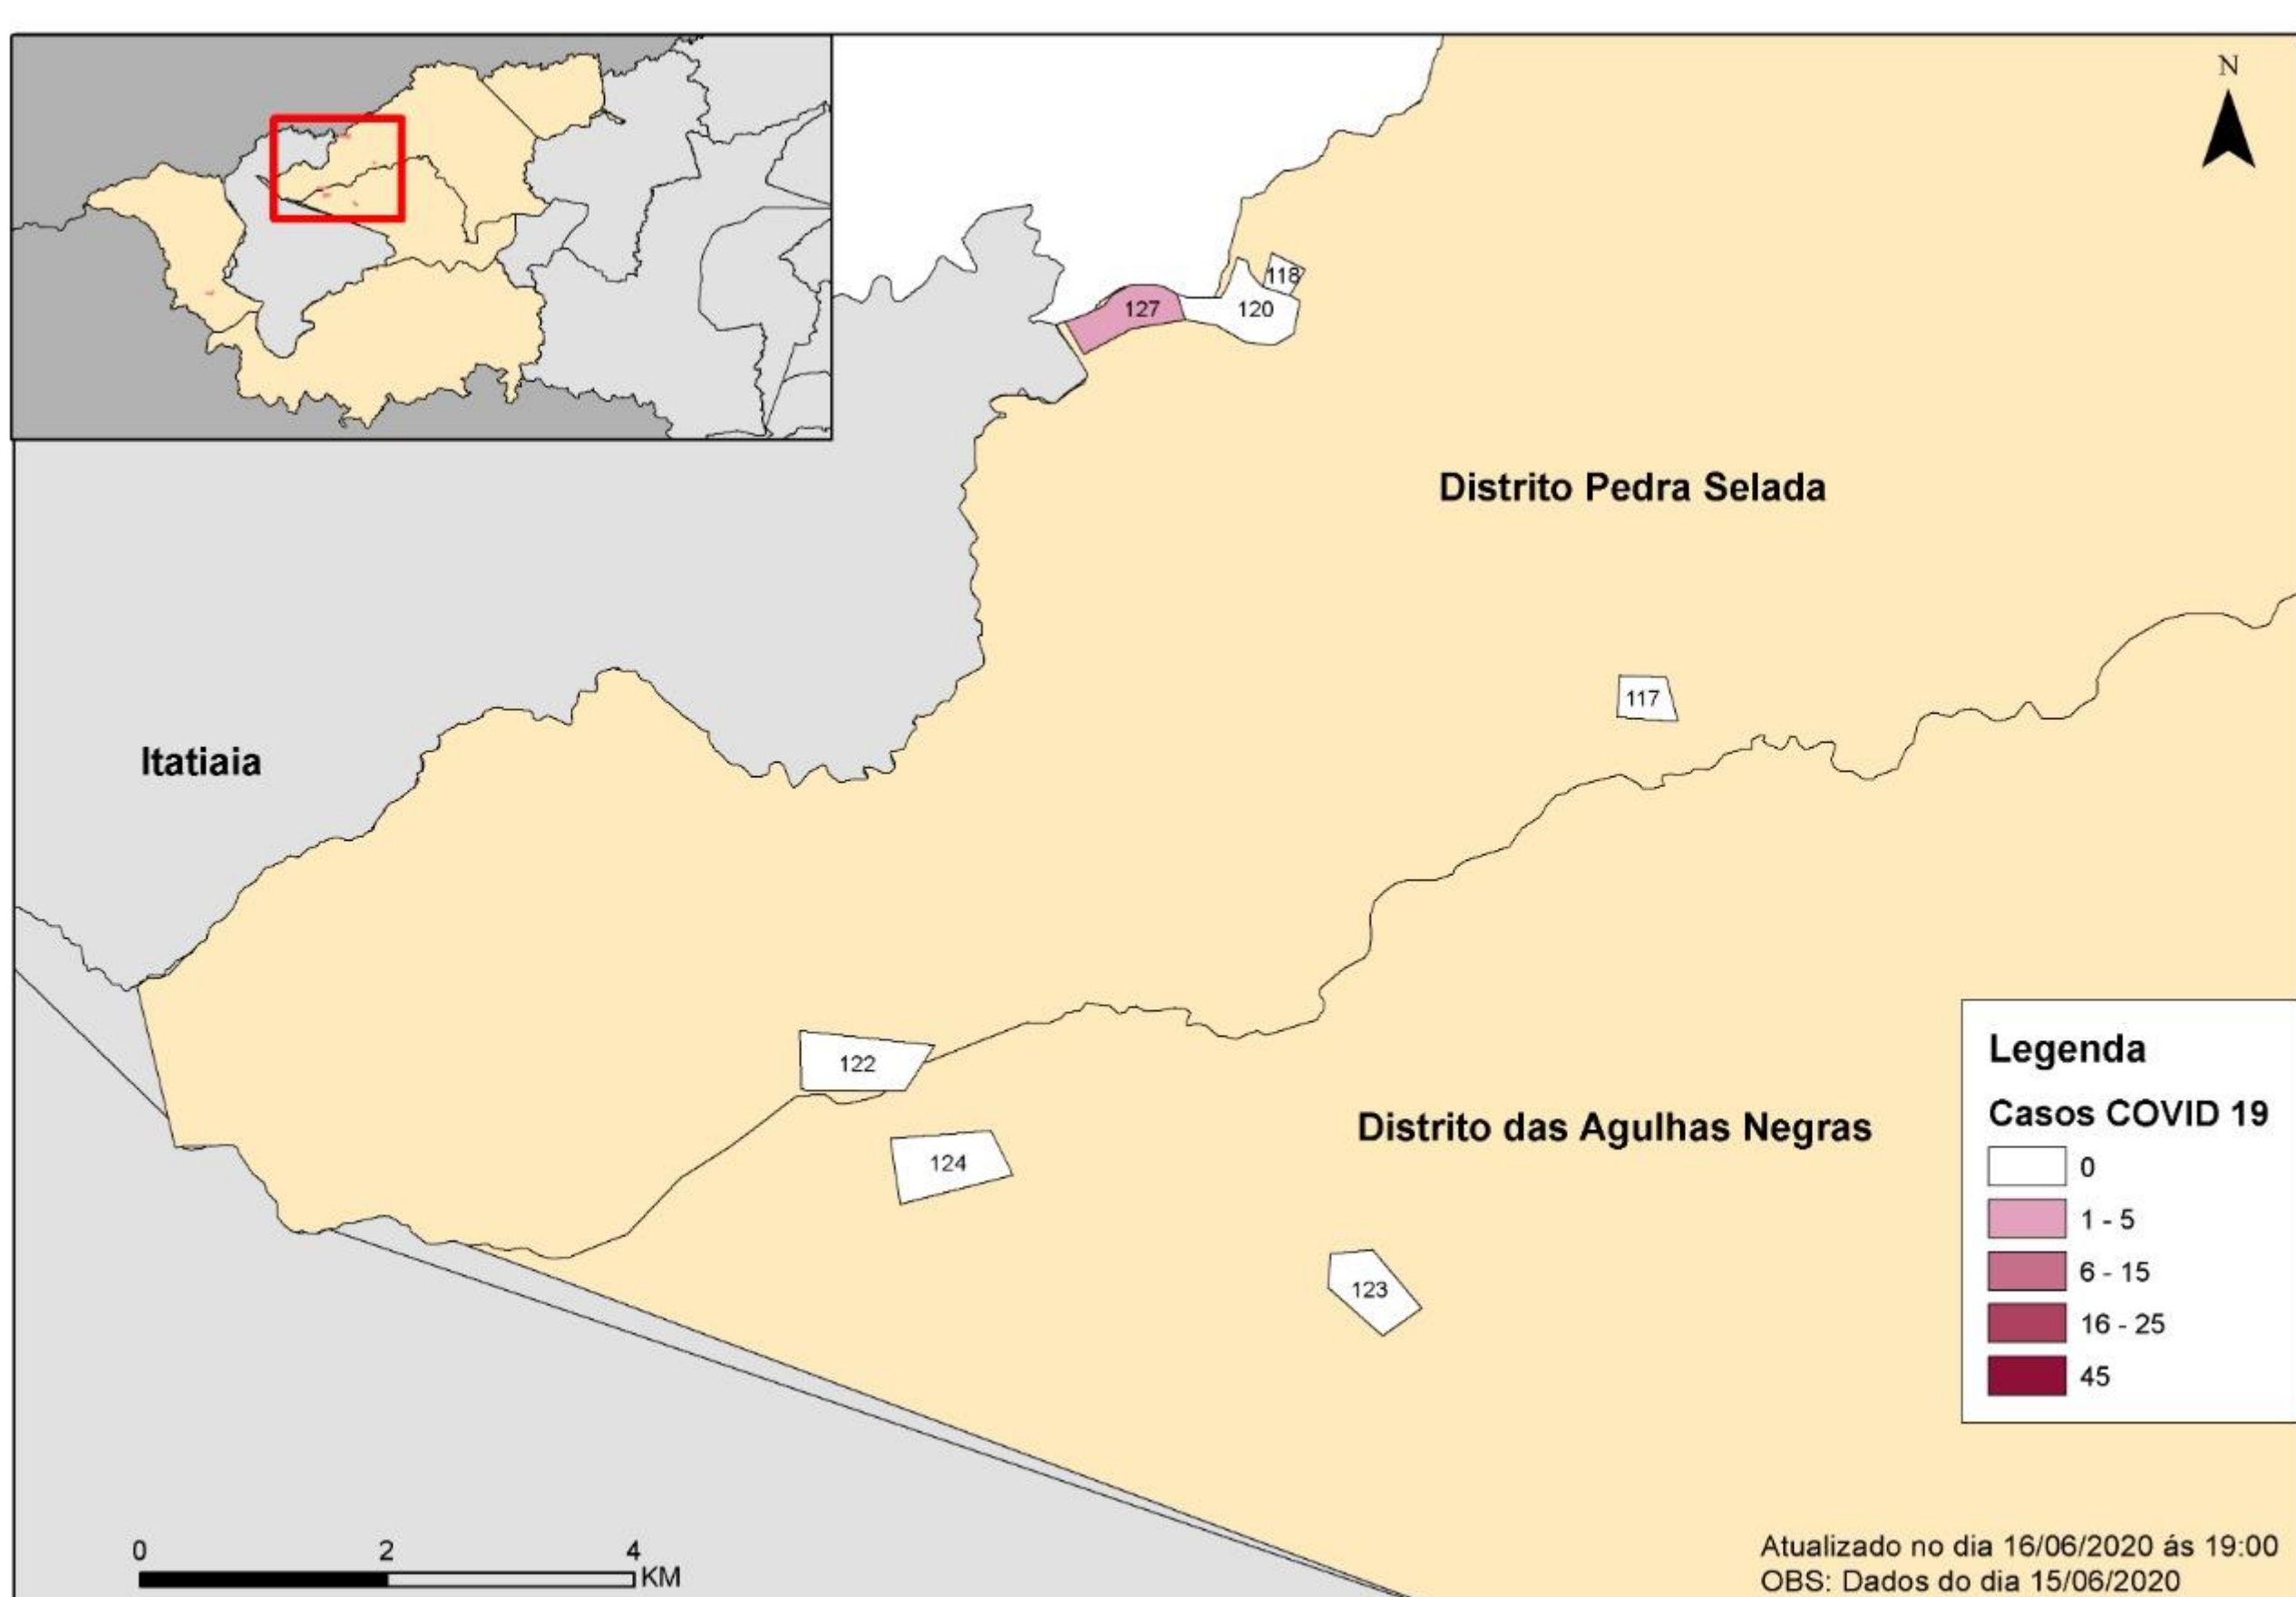 N
118
127
120
Distrito Pedra Selada
117
Itatiaia
122
Distrito das Agulhas Negras
124
123
Legenda
Casos COVID 19
0
1 - 5
6 - 15
16 - 25
45
0 2 4
KM
Atualizado no dia 16/06/2020 ás 19:00
OBS: Dados do dia 15/06/2020